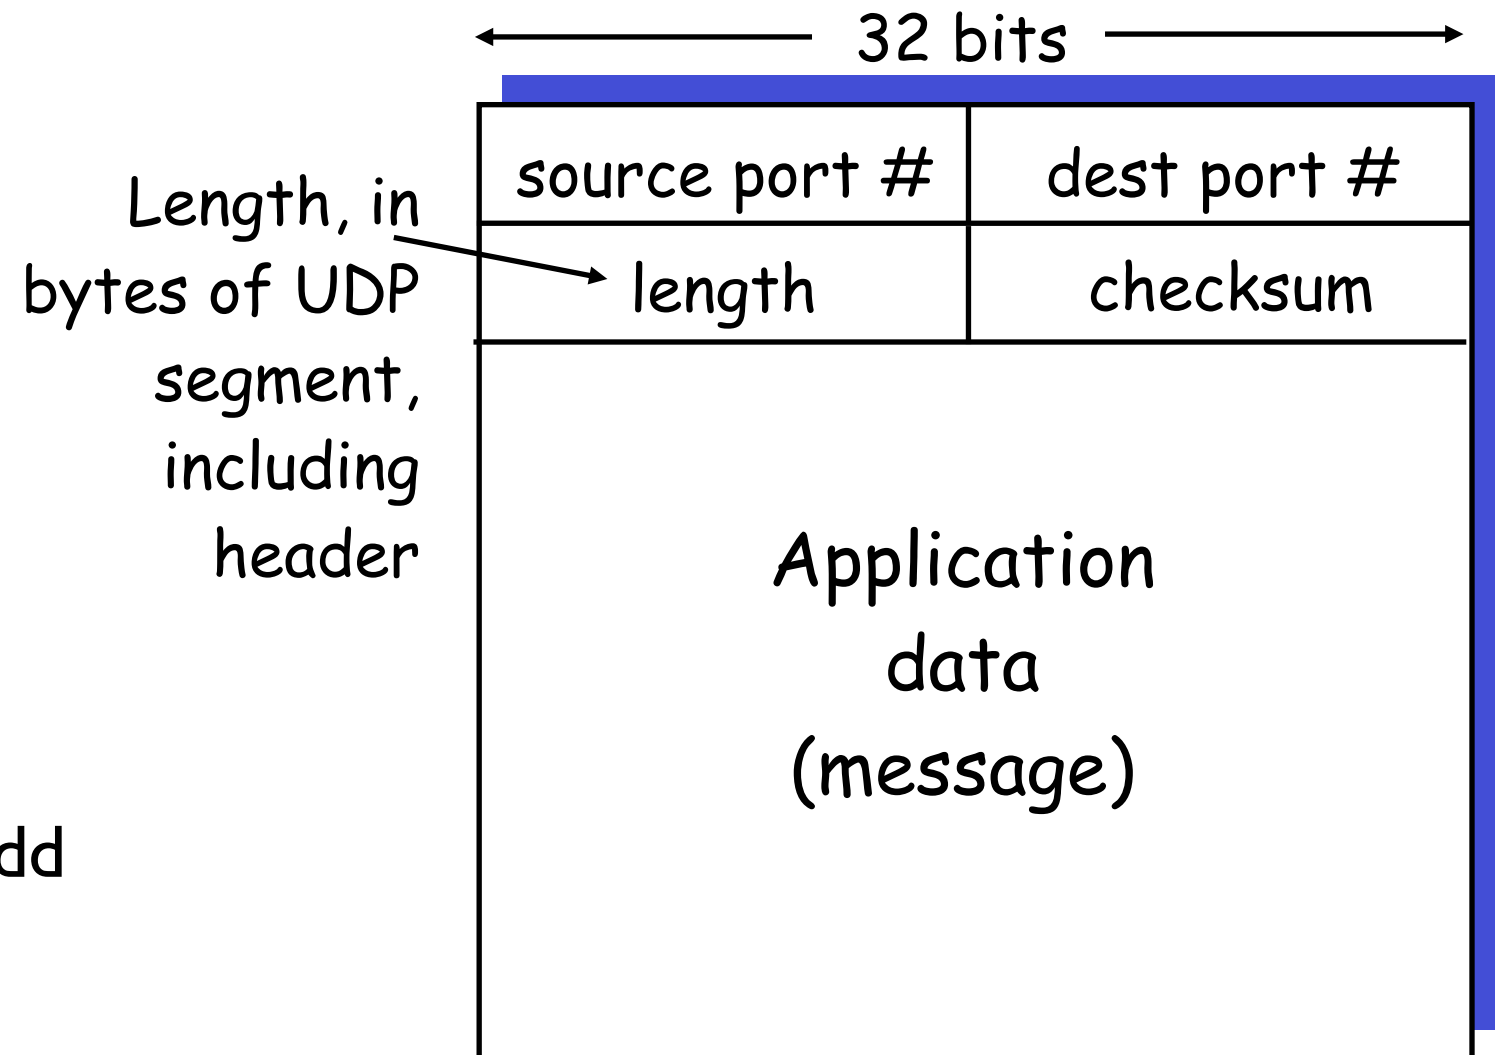 32 bits
source port #
dest port #
Length, in
bytes of UDP
segment,
including
header
length
checksum
Application
data
(message)
dd